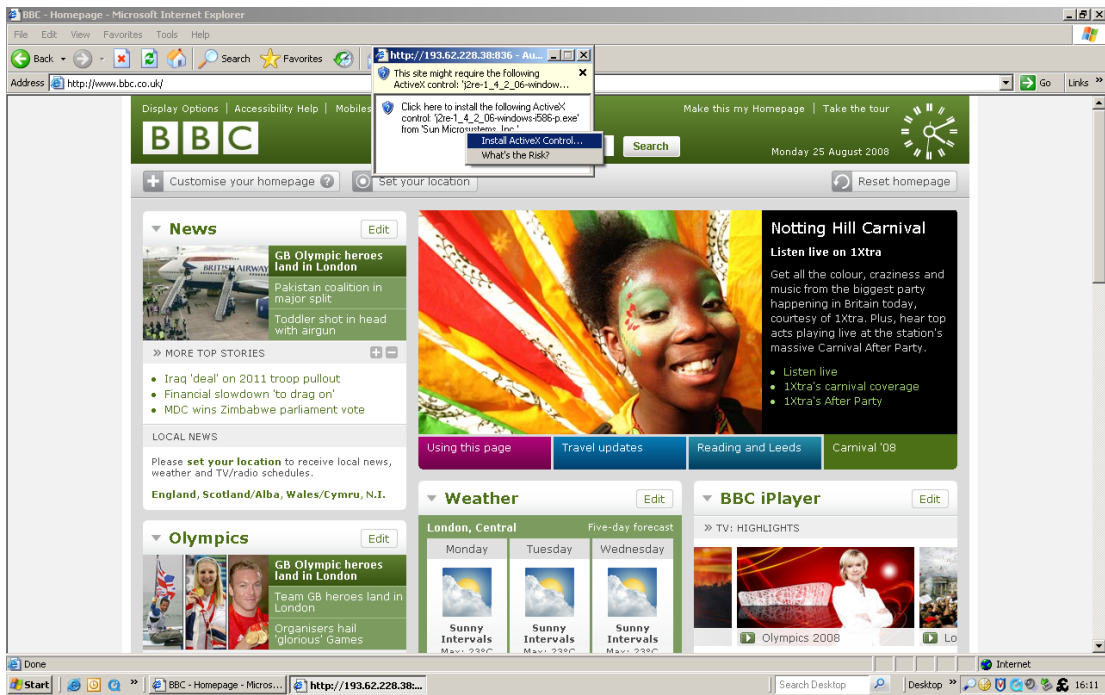 BBC - Homepage - Microsoft Internet Explorer
File Edit View Favorites Tools Help
Back Search Favorites
Address http://www.bbc.co.uk/ Go Links »
http://193.62.228.38:836 - Au...
This site might require the following
ActiveX control: 'j2re-1_4_2_06-window...
Click here to install the following ActiveX
control: 'j2re-1_4_2_06-windows-i586-p.exe'
from 'Sun Microsystems, Inc.'
Install ActiveX Control...
What's the Risk?
Display Options | Accessibility Help | Mobiles
Make this my Homepage | Take the tour
BBC
Search
Monday 25 August 2008
Customise your homepage ?
Set your location
Reset homepage
News Edit
GB Olympic heroes
land in London
Pakistan coalition in
major split
Toddler shot in head
with airgun
BRITISH AIRWAY
» MORE TOP STORIES
• Iraq 'deal' on 2011 troop pullout
• Financial slowdown 'to drag on'
• MDC wins Zimbabwe parliament vote
LOCAL NEWS
Please set your location to receive local news,
weather and TV/radio schedules.
England, Scotland/Alba, Wales/Cymru, N.I.
Olympics Edit
GB Olympic heroes
land in London
Team GB heroes land in
London
Organisers hail
'glorious' Games
Notting Hill Carnival
Listen live on 1Xtra
Get all the colour, craziness and
music from the biggest party
happening in Britain today,
courtesy of 1Xtra. Plus, hear top
acts playing live at the station's
massive Carnival After Party.
• Listen live
• 1Xtra's carnival coverage
• 1Xtra's After Party
Using this page
Travel updates
Reading and Leeds
Carnival '08
Weather Edit
London, Central Five-day forecast
Monday Tuesday Wednesday
Sunny Sunny Sunny
Intervals Intervals Intervals
Max: 23°C Max: 23°C Max: 23°C
BBC iPlayer Edit
» TV: HIGHLIGHTS
Olympics 2008
Lo
Done
Internet
Start » BBC - Homepage - Micros... http://193.62.228.38:... Search Desktop Desktop » 16:11